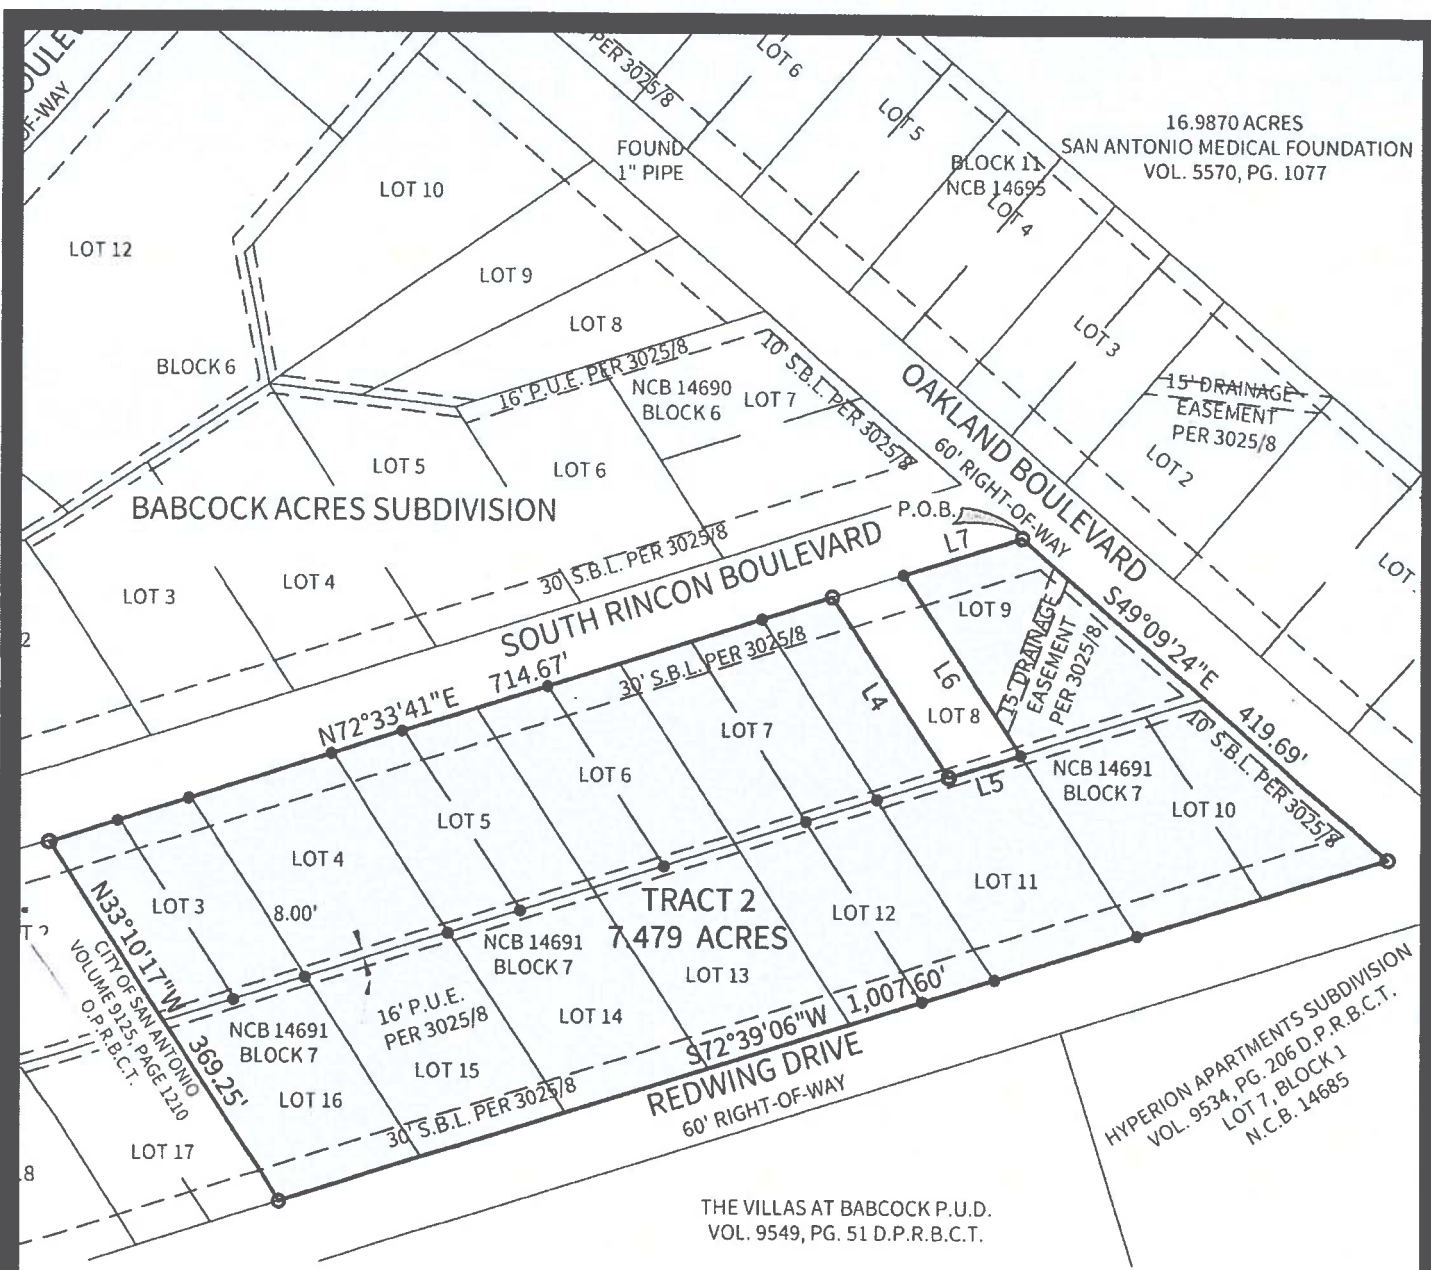 OULEV
OF-WAY
PER 3025/8
LOT 6
LOT 5
16.9870 ACRES
SAN ANTONIO MEDICAL FOUNDATION
VOL. 5570, PG. 1077
FOUND
1" PIPE
BLOCK 11
NCB 14695
LOT 4
LOT 10
LOT 12
LOT 9
LOT 8
LOT 3
BLOCK 6
16' P.U.E. PER 3025/8
10' S.B.L. PER 3025/8
NCB 14690
BLOCK 6
LOT 7
OAKLAND BOULEVARD
60' RIGHT-OF-WAY
15' DRAINAGE
EASEMENT
PER 3025/8
LOT 2
LOT 5
LOT 6
BABCOCK ACRES SUBDIVISION
P.O.B.
L7
LOT
30' S.B.L. PER 3025/8
SOUTH RINCON BOULEVARD
LOT 3
LOT 4
2
LOT 9
15' DRAINAGE
EASEMENT
PER 3025/8
S49°09'24"E
419.69'
N72°33'41"E
714.67'
30' S.B.L. PER 3025/8
L4
L6
LOT 8
L5
LOT 7
LOT 6
LOT 5
LOT 4
LOT 3
8.00'
NCB 14691
BLOCK 7
10' S.B.L. PER 3025/8
LOT 10
LOT 11
LOT 12
TRACT 2
7.479 ACRES
NCB 14691
BLOCK 7
LOT 13
N33°10'17"W
369.25'
CITY OF SAN ANTONIO
VOLUME 9125, PAGE 1210
O.P.R.B.C.T.
16' P.U.E.
PER 3025/8
LOT 14
NCB 14691
BLOCK 7
LOT 15
LOT 16
S72°39'06"W
1,007.60'
REDWING DRIVE
60' RIGHT-OF-WAY
30' S.B.L. PER 3025/8
LOT 17
.8
HYPERION APARTMENTS SUBDIVISION
VOL. 9534, PG. 206 D.P.R.B.C.T.
LOT 7, BLOCK 1
N.C.B. 14685
THE VILLAS AT BABCOCK P.U.D.
VOL. 9549, PG. 51 D.P.R.B.C.T.